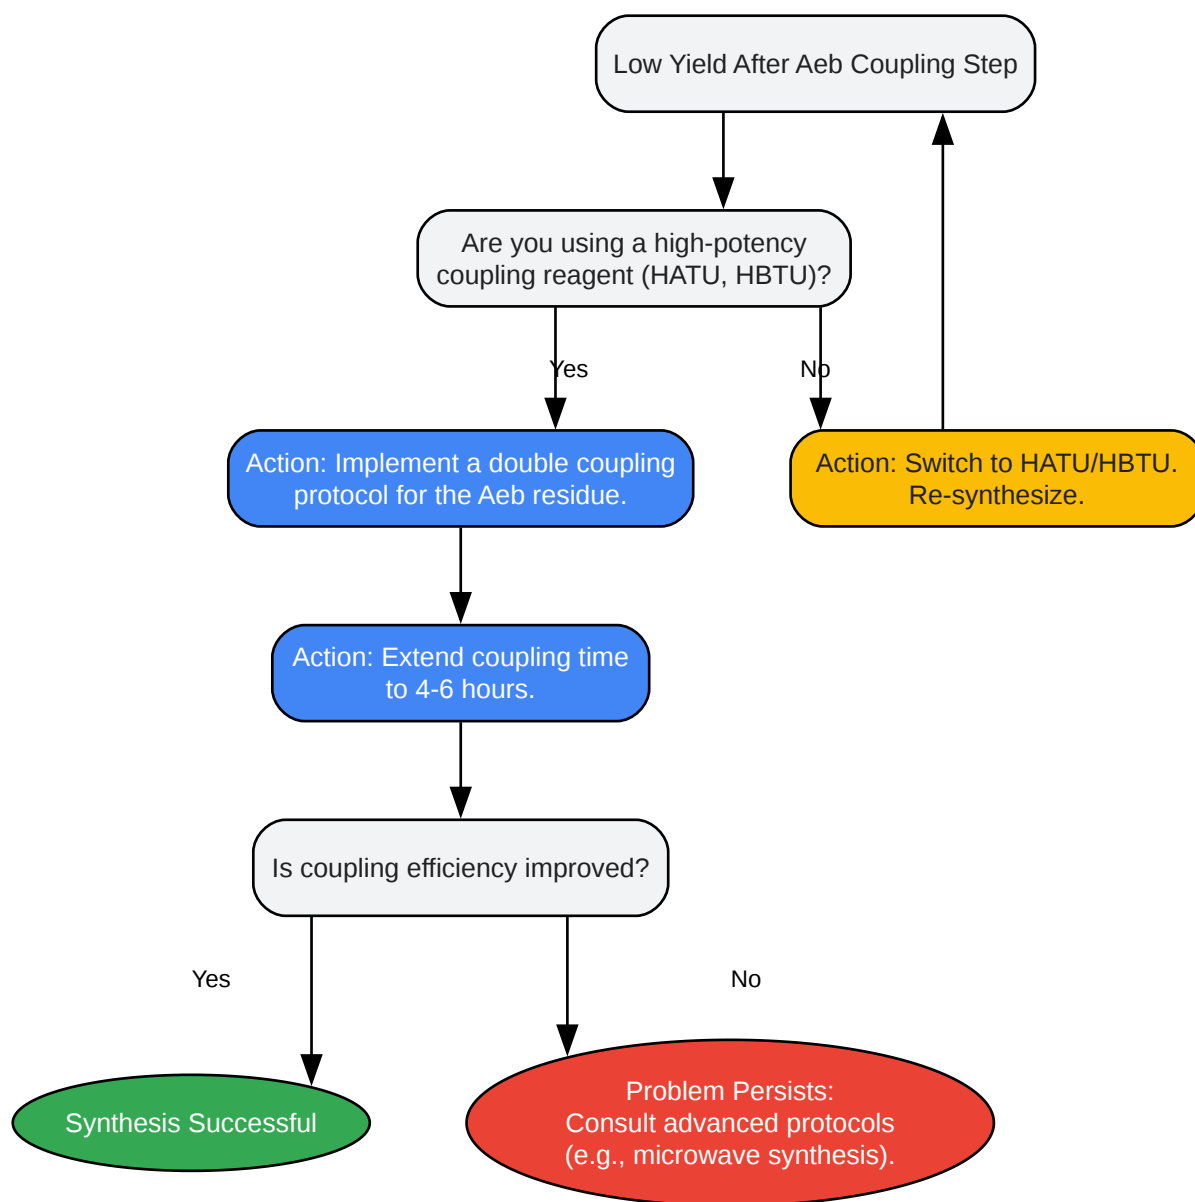 Low Yield After Aeb Coupling Step
Are you using a high-potency
coupling reagent (HATU, HBTU)?
Yes
No
Action: Implement a double coupling
protocol for the Aeb residue.
Action: Switch to HATU/HBTU.
Re-synthesize.
Action: Extend coupling time
to 4-6 hours.
Is coupling efficiency improved?
Yes
No
Synthesis Successful
Problem Persists:
Consult advanced protocols
(e.g., microwave synthesis).